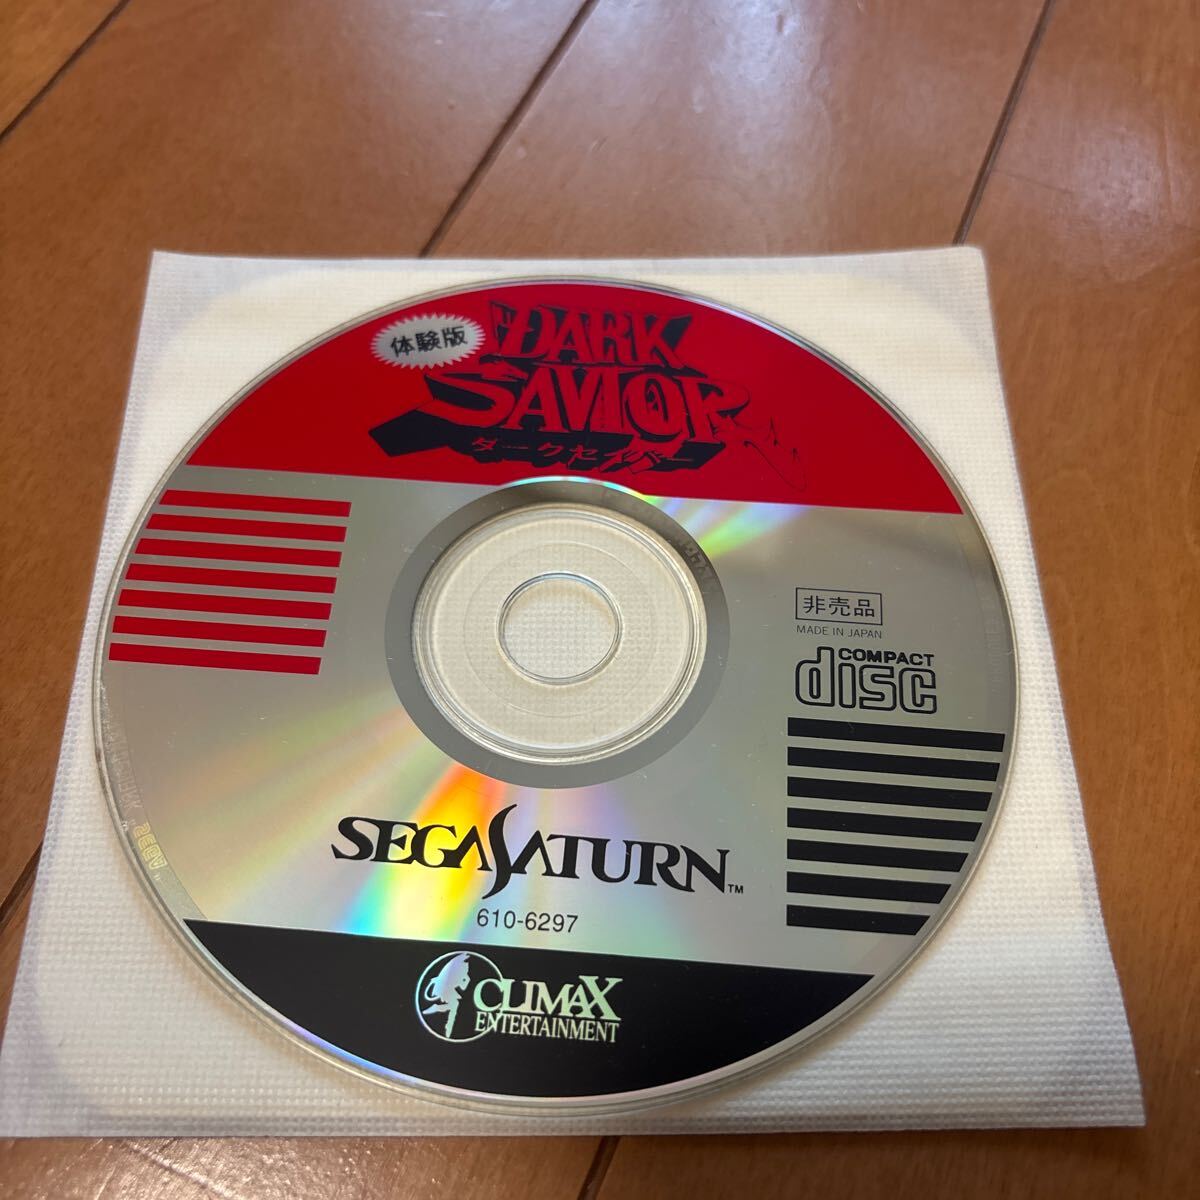 体験版
DARK
SAVIOR
ダークセイバー
非売品
MADE IN JAPAN
COMPACT
disc
SEGA SATURN™
610-6297
CLIMAX
ENTERTAINMENT